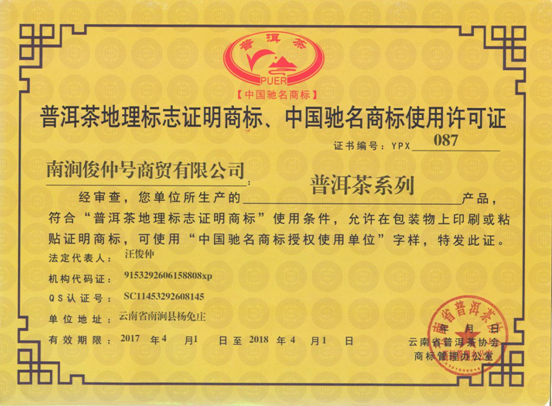 普洱茶
PUER
【中国驰名商标】
普洱茶地理标志证明商标、中国驰名商标使用许可证
证书编号：YPX 087
南涧俊仲号商贸有限公司：
经审查，您单位所生产的 普洱茶系列 产品，
符合“普洱茶地理标志证明商标”使用条件，允许在包装物上印刷或粘
贴证明商标，可使用“中国驰名商标授权使用单位”字样，特发此证。
法定代表人： 汪俊仲
机构代码证： 9153292606158808xp
QS认证号： SC11453292608145
单位地址： 云南省南涧县杨免庄
有效期限： 2017 年 4 月 1 日 至 2018 年 4 月 1 日
年 月 日
云南省普洱茶协会
商标管理办公室